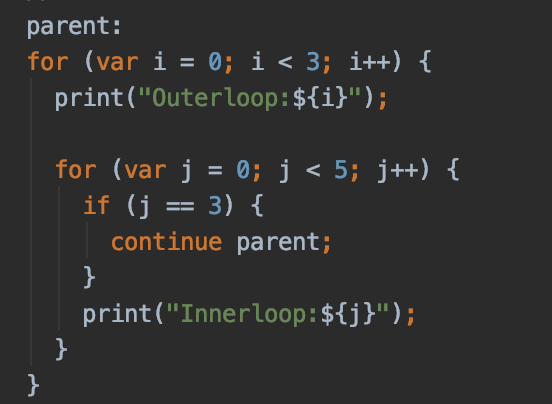 parent:
for (var i = 0; i < 3; i++) {
  print("Outerloop:${i}");
  for (var j = 0; j < 5; j++) {
    if (j == 3) {
      continue parent;
    }
    print("Innerloop:${j}");
  }
}